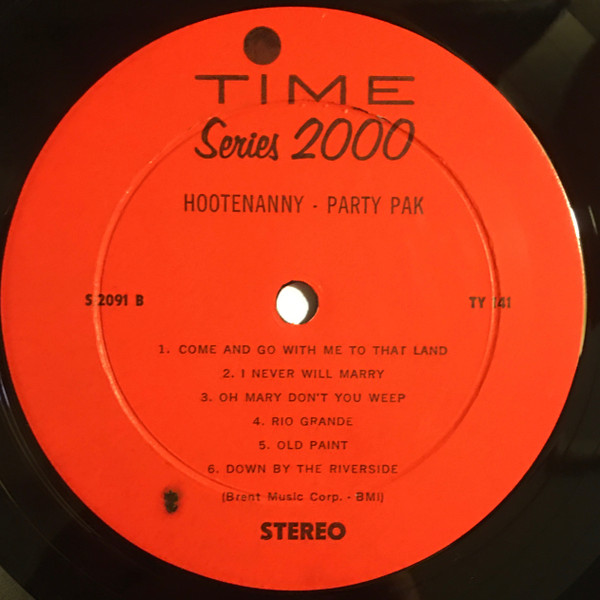 TIME
Series 2000
HOOTENANNY - PARTY PAK
S 2091 B
TY 141
1. COME AND GO WITH ME TO THAT LAND
2. I NEVER WILL MARRY
3. OH MARY DON'T YOU WEEP
4. RIO GRANDE
5. OLD PAINT
6. DOWN BY THE RIVERSIDE
(Brent Music Corp. - BMI)
STEREO